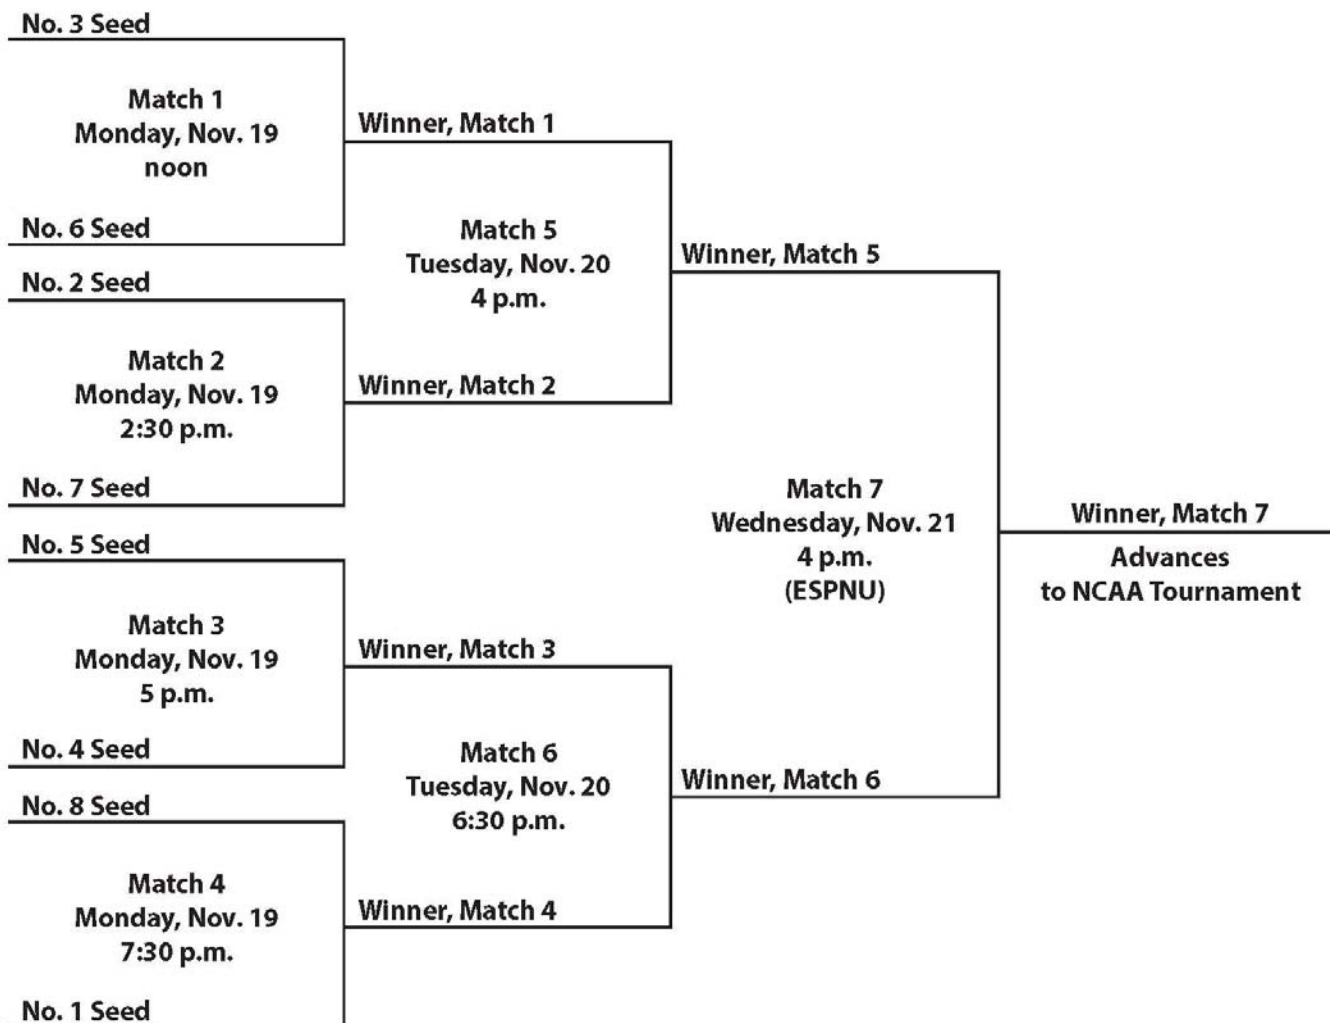 No. 3 Seed
Match 1
Monday, Nov. 19
noon
No. 6 Seed
No. 2 Seed
Match 2
Monday, Nov. 19
2:30 p.m.
No. 7 Seed
No. 5 Seed
Match 3
Monday, Nov. 19
5 p.m.
No. 4 Seed
No. 8 Seed
Match 4
Monday, Nov. 19
7:30 p.m.
No. 1 Seed
Winner, Match 1
Match 5
Tuesday, Nov. 20
4 p.m.
Winner, Match 2
Winner, Match 3
Match 6
Tuesday, Nov. 20
6:30 p.m.
Winner, Match 4
Winner, Match 5
Match 7
Wednesday, Nov. 21
4 p.m.
(ESPNU)
Winner, Match 6
Winner, Match 7
Advances
to NCAA Tournament